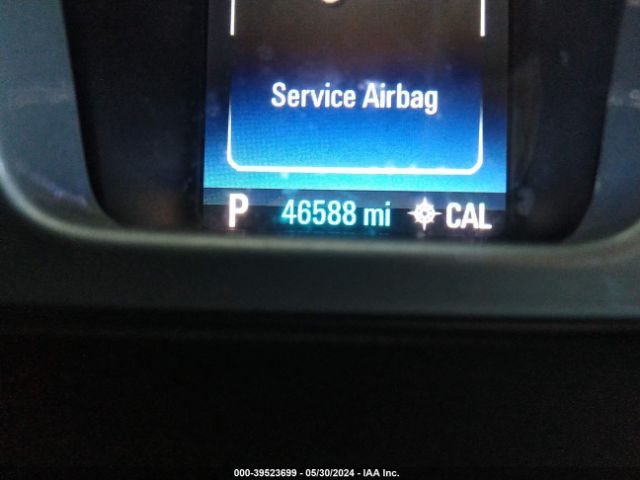 Service Airbag
P 46588 mi CAL
000-39523699 - 05/30/2024 - IAA Inc.